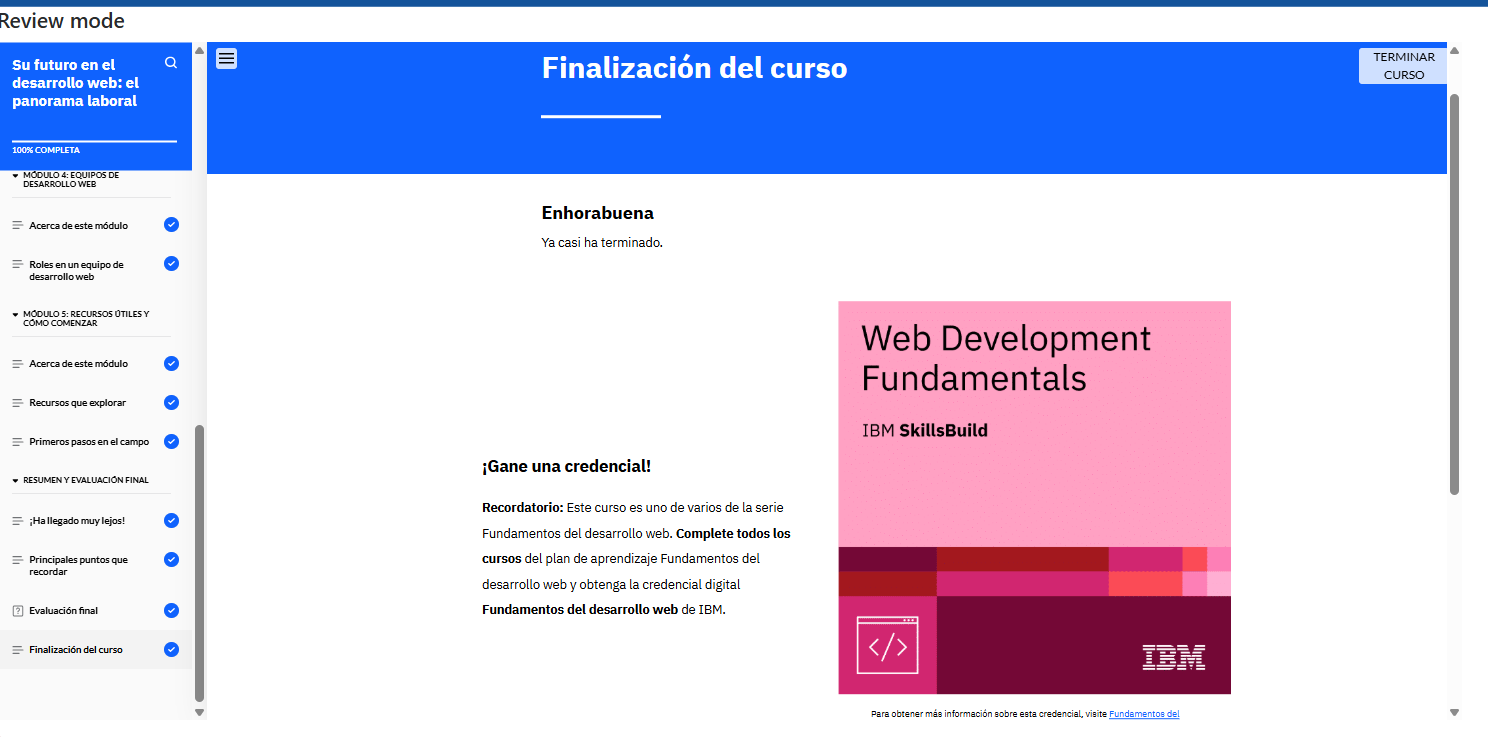 Review mode
Su futuro en el
desarrollo web: el
panorama laboral
100% COMPLETA
MÓDULO 4: EQUIPOS DE
DESARROLLO WEB
Acerca de este módulo
Roles en un equipo de
desarrollo web
MÓDULO 5: RECURSOS ÚTILES Y
CÓMO COMENZAR
Acerca de este módulo
Recursos que explorar
Primeros pasos en el campo
RESUMEN Y EVALUACIÓN FINAL
¡Ha llegado muy lejos!
Principales puntos que
recordar
Evaluación final
Finalización del curso
Finalización del curso
TERMINAR
CURSO
Enhorabuena
Ya casi ha terminado.
¡Gane una credencial!
Recordatorio: Este curso es uno de varios de la serie
Fundamentos del desarrollo web. Complete todos los
cursos del plan de aprendizaje Fundamentos del
desarrollo web y obtenga la credencial digital
Fundamentos del desarrollo web de IBM.
Web Development
Fundamentals
IBM SkillsBuild
</>
IBM
Para obtener más información sobre esta credencial, visite Fundamentos del